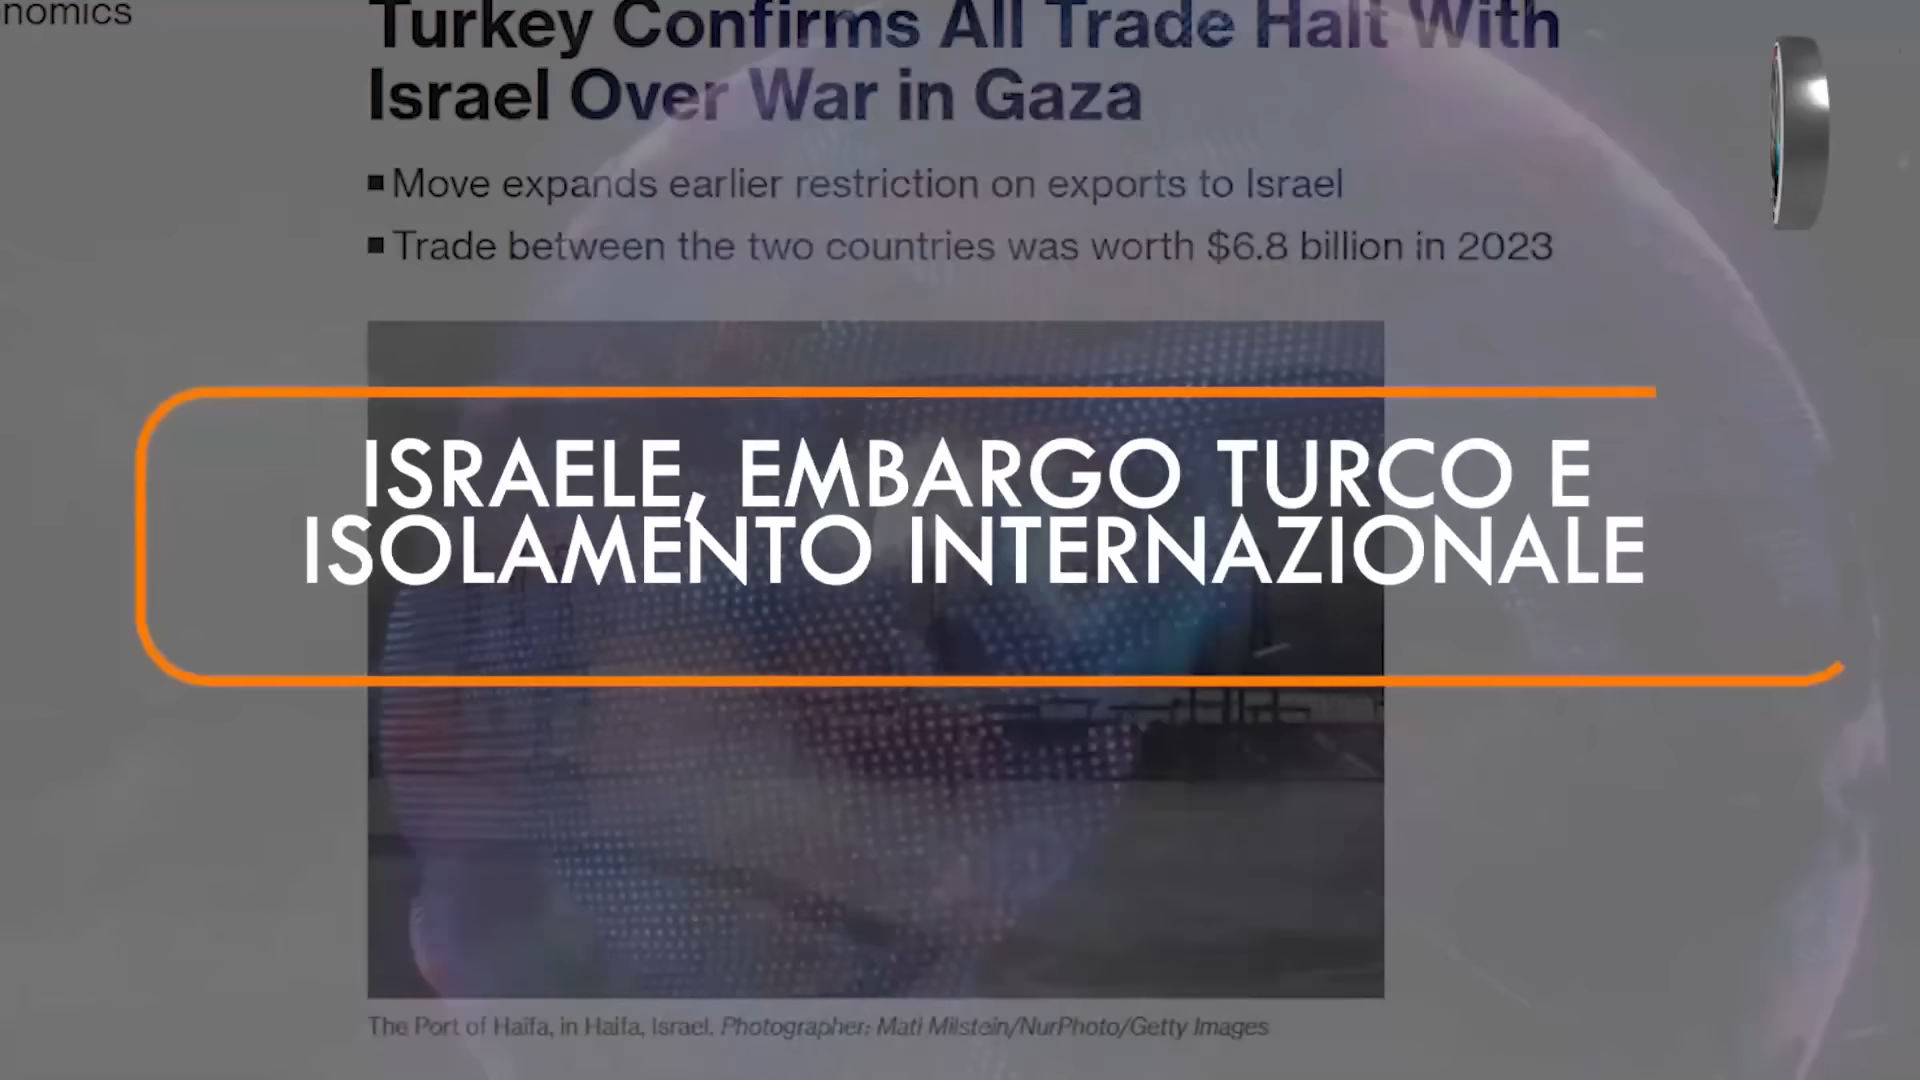 nomics
Turkey Confirms All Trade Halt With
Israel Over War in Gaza
Move expands earlier restriction on exports to Israel
Trade between the two countries was worth $6.8 billion in 2023
ISRAELE, EMBARGO TURCO E
ISOLAMENTO INTERNAZIONALE
The Port of Haifa, in Haifa, Israel. Photographer: Mati Milstein/NurPhoto/Getty Images